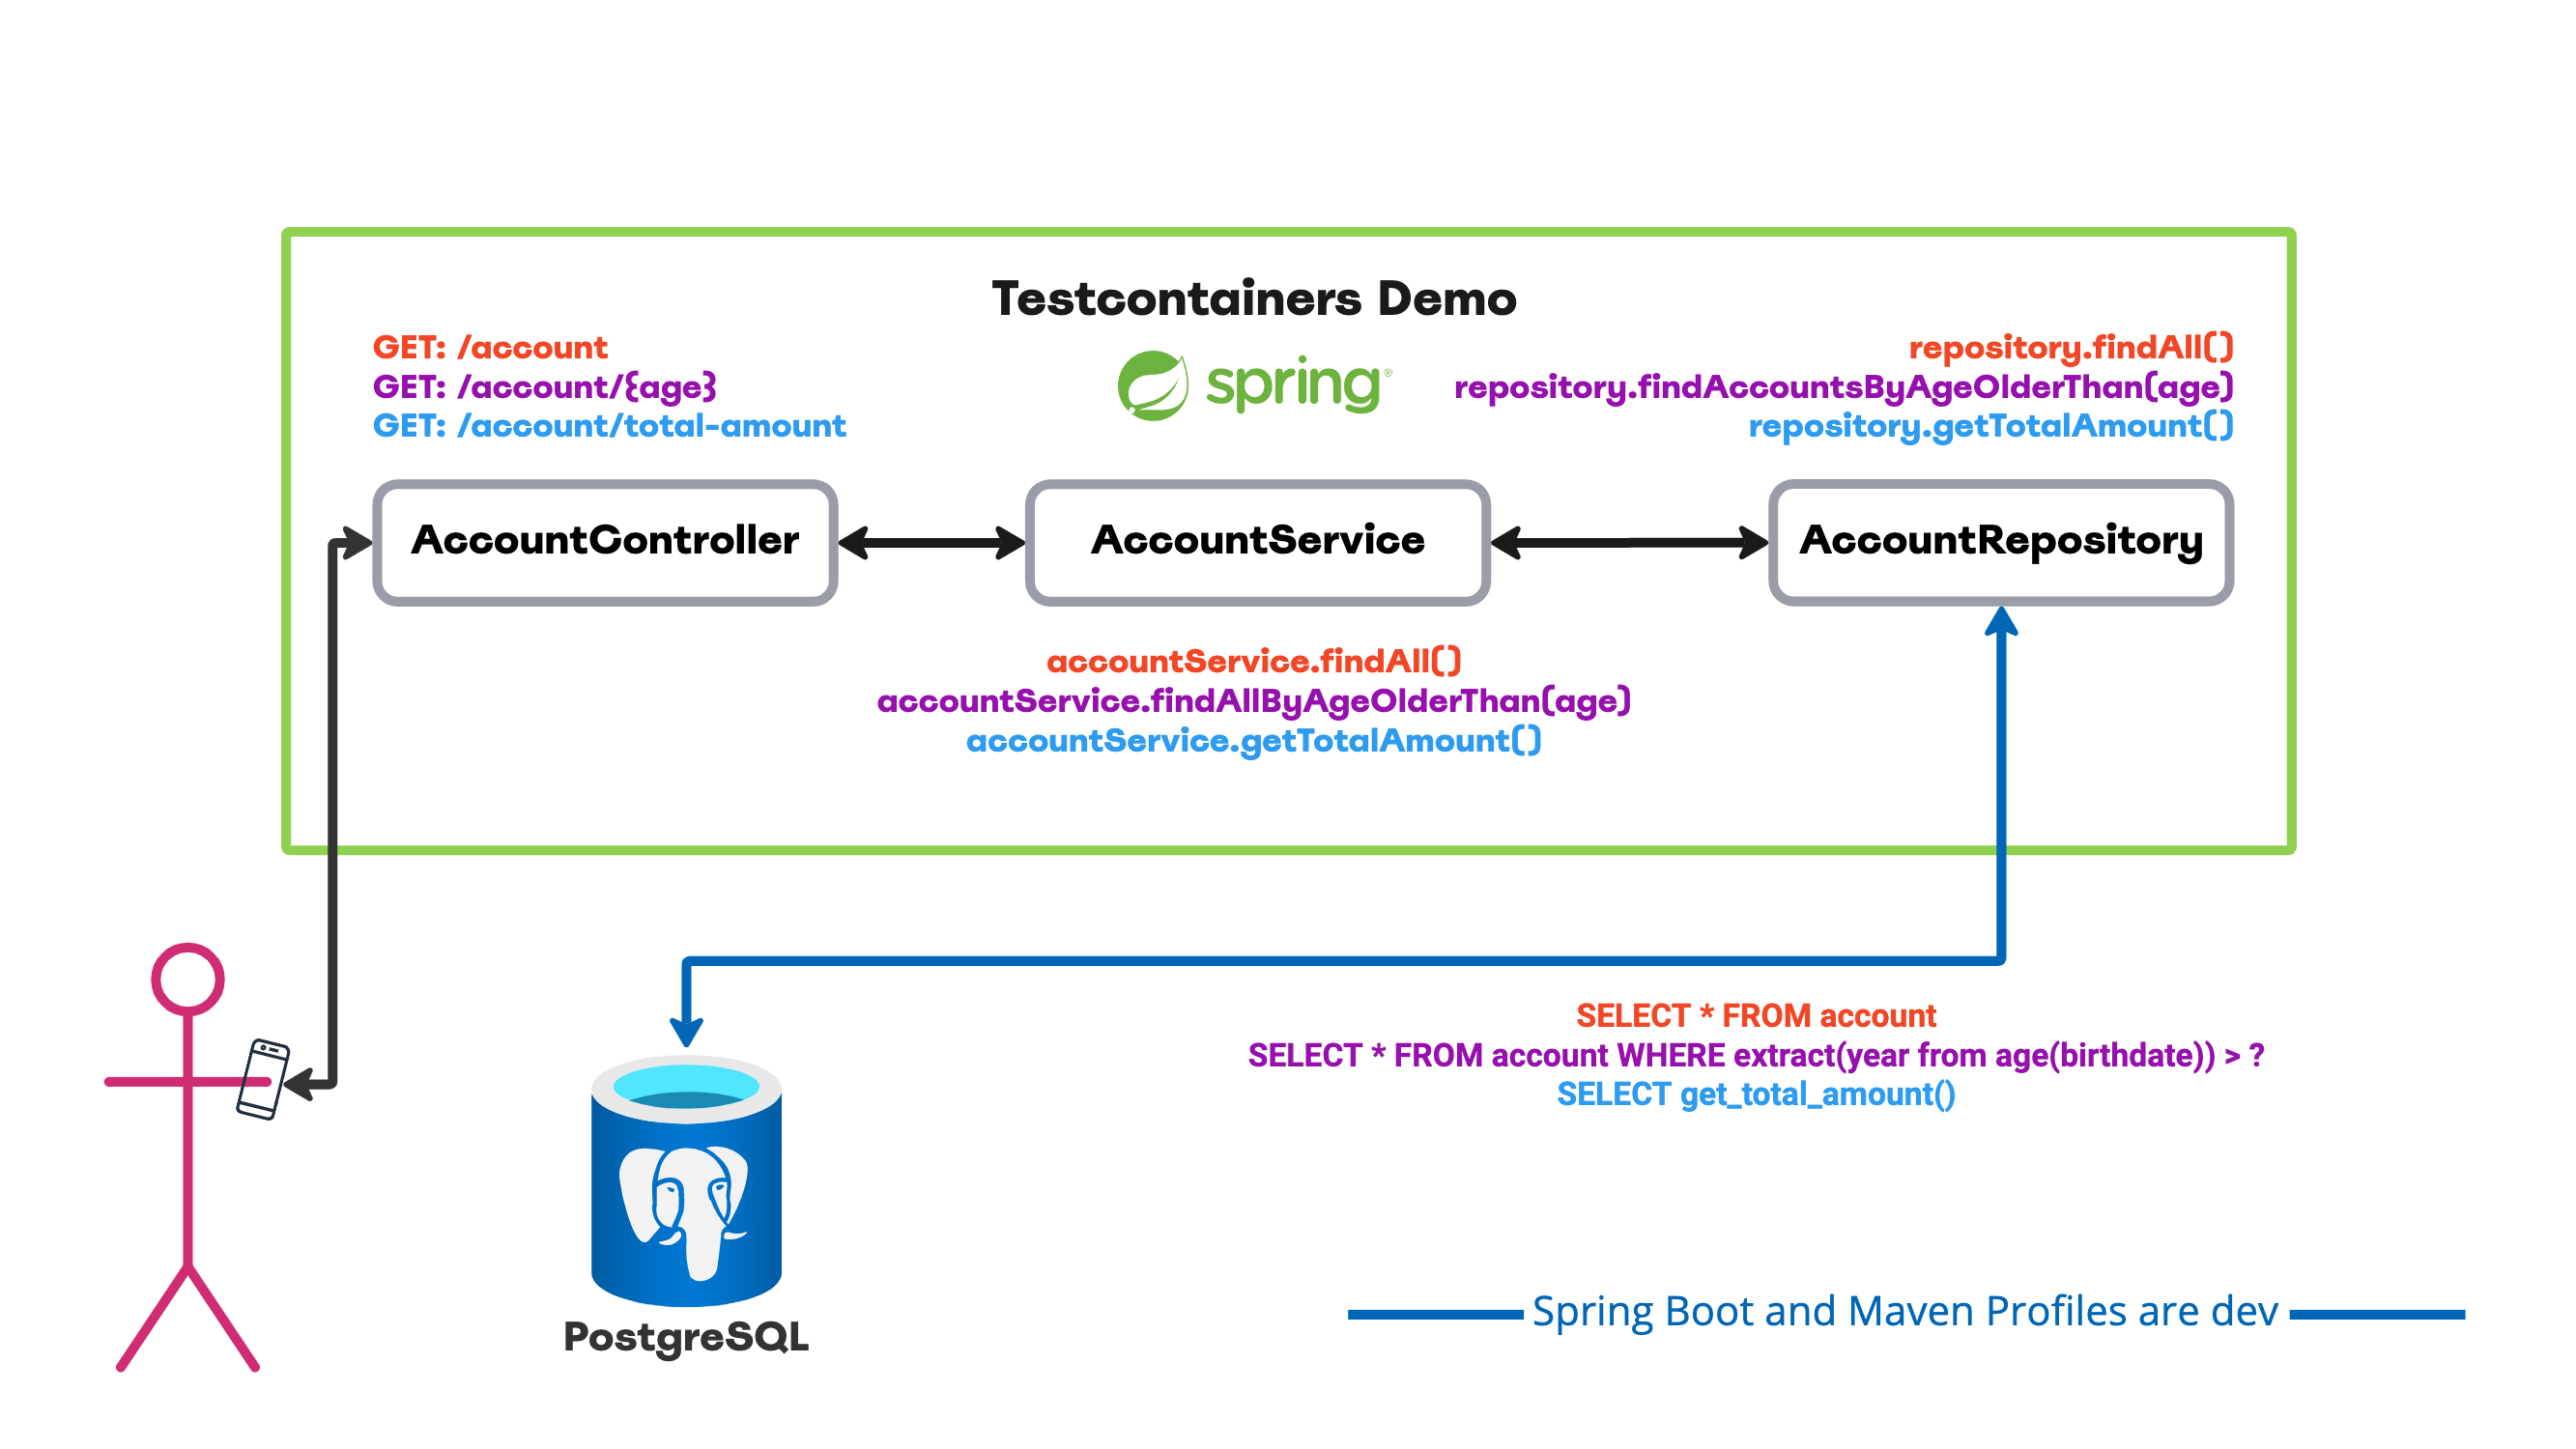 Testcontainers Demo
GET: /account
GET: /account/{age}
GET: /account/total-amount
spring®
repository.findAll()
repository.findAccountsByAgeOlderThan(age)
repository.getTotalAmount()
AccountController
AccountService
AccountRepository
accountService.findAll()
accountService.findAllByAgeOlderThan(age)
accountService.getTotalAmount()
SELECT * FROM account
SELECT * FROM account WHERE extract(year from age(birthdate)) > ?
SELECT get_total_amount()
PostgreSQL
Spring Boot and Maven Profiles are dev